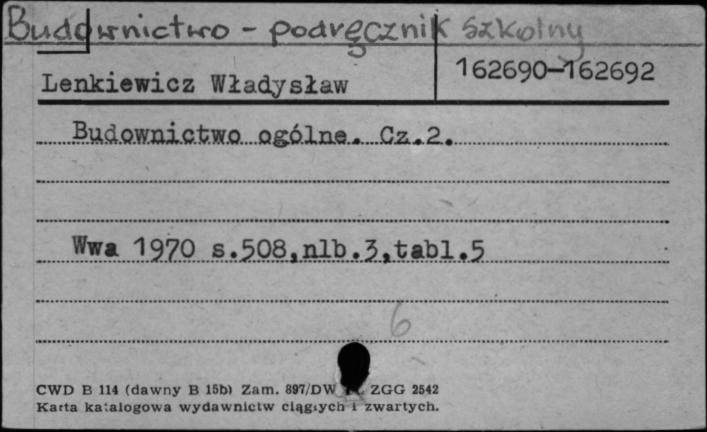 Budownictwo - podręcznik szkolny
162690-162692
Lenkiewicz Władysław
Budownictwo ogólne. Cz.2.
Wwa 1970 s.508,nlb.3,tabl.5
6
CWD B 114 (dawny B 15b) Zam. 897/DW ZGG 2542
Karta katalogowa wydawnictw ciągłych i zwartych.